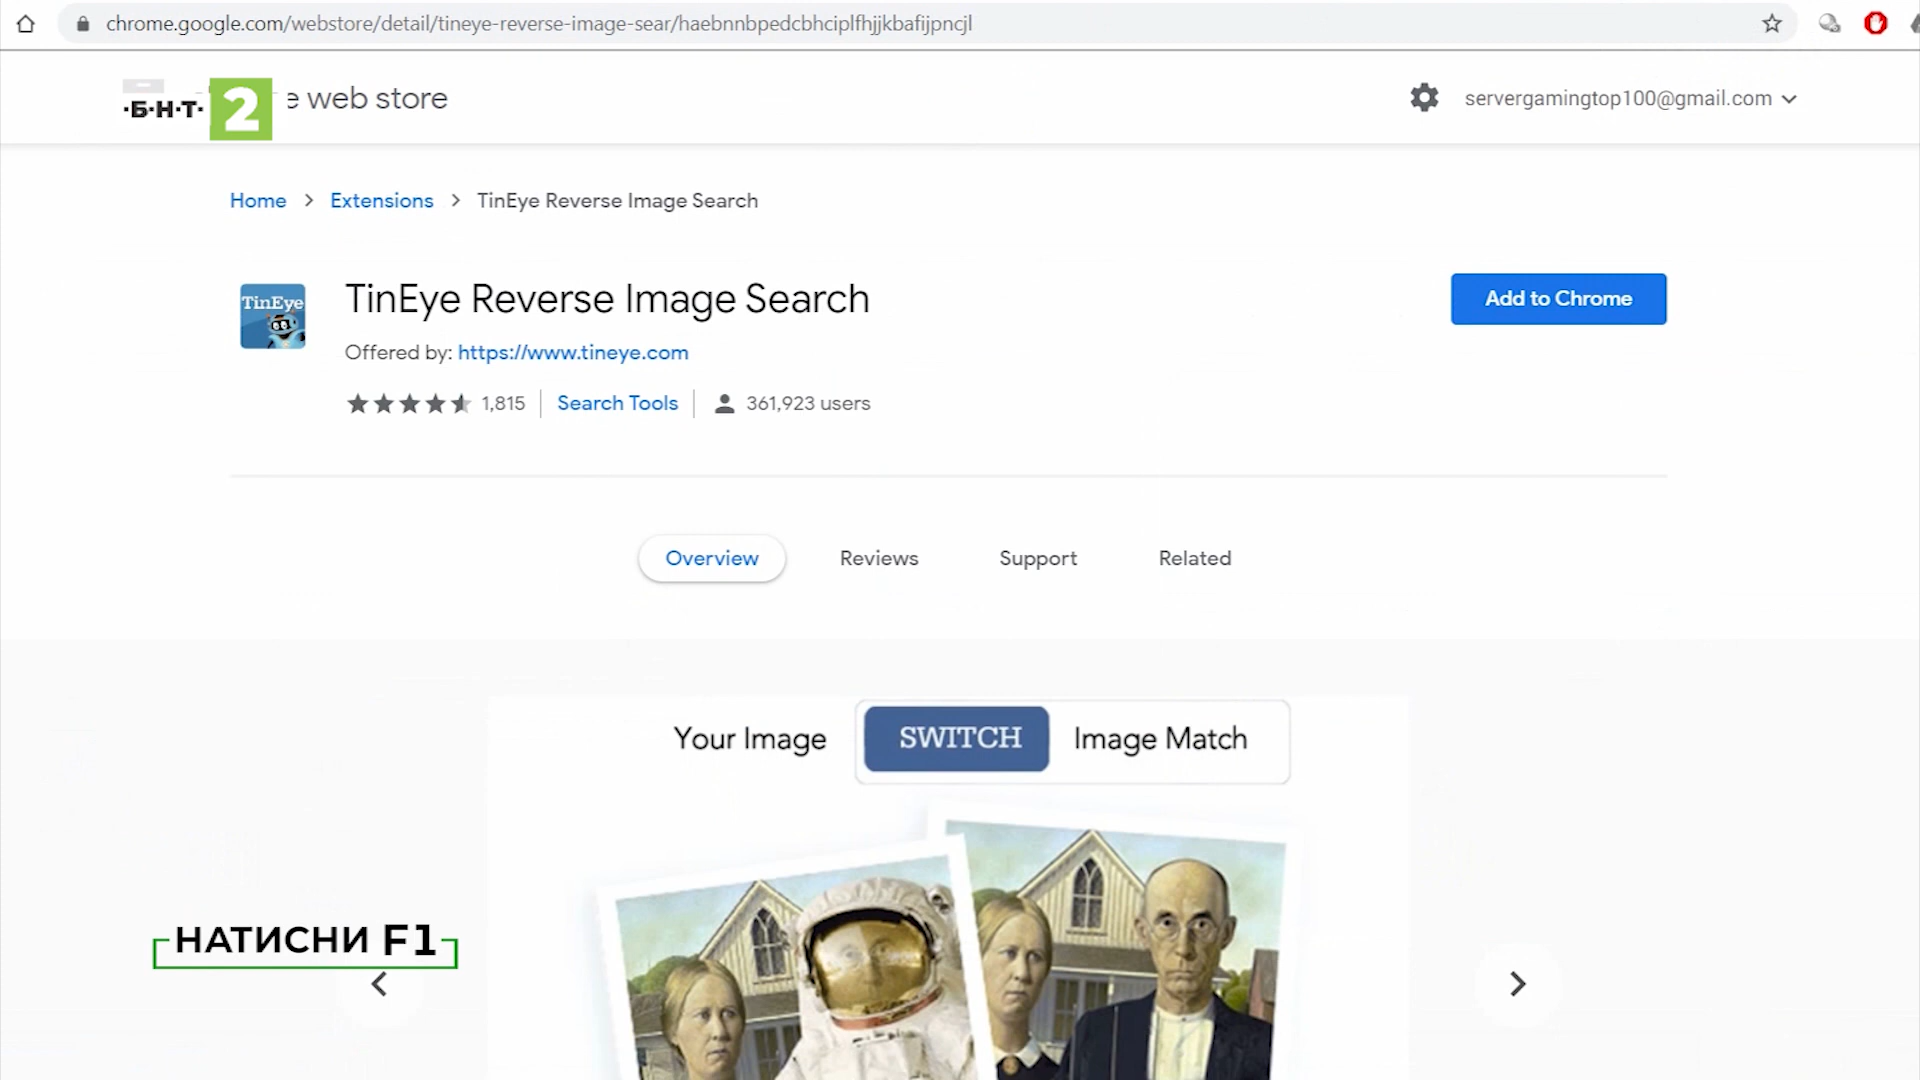 chrome.google.com/webstore/detail/tineye-reverse-image-sear/haebnnbpedcbhciplfhjjkbafijpncjl
·Б·Н·Т· 2 e web store
servergamingtop100@gmail.com
Home > Extensions > TinEye Reverse Image Search
TinEye
TinEye Reverse Image Search
Add to Chrome
Offered by: https://www.tineye.com
1,815 Search Tools 361,923 users
Overview Reviews Support Related
Your Image SWITCH Image Match
НАТИСНИ F1